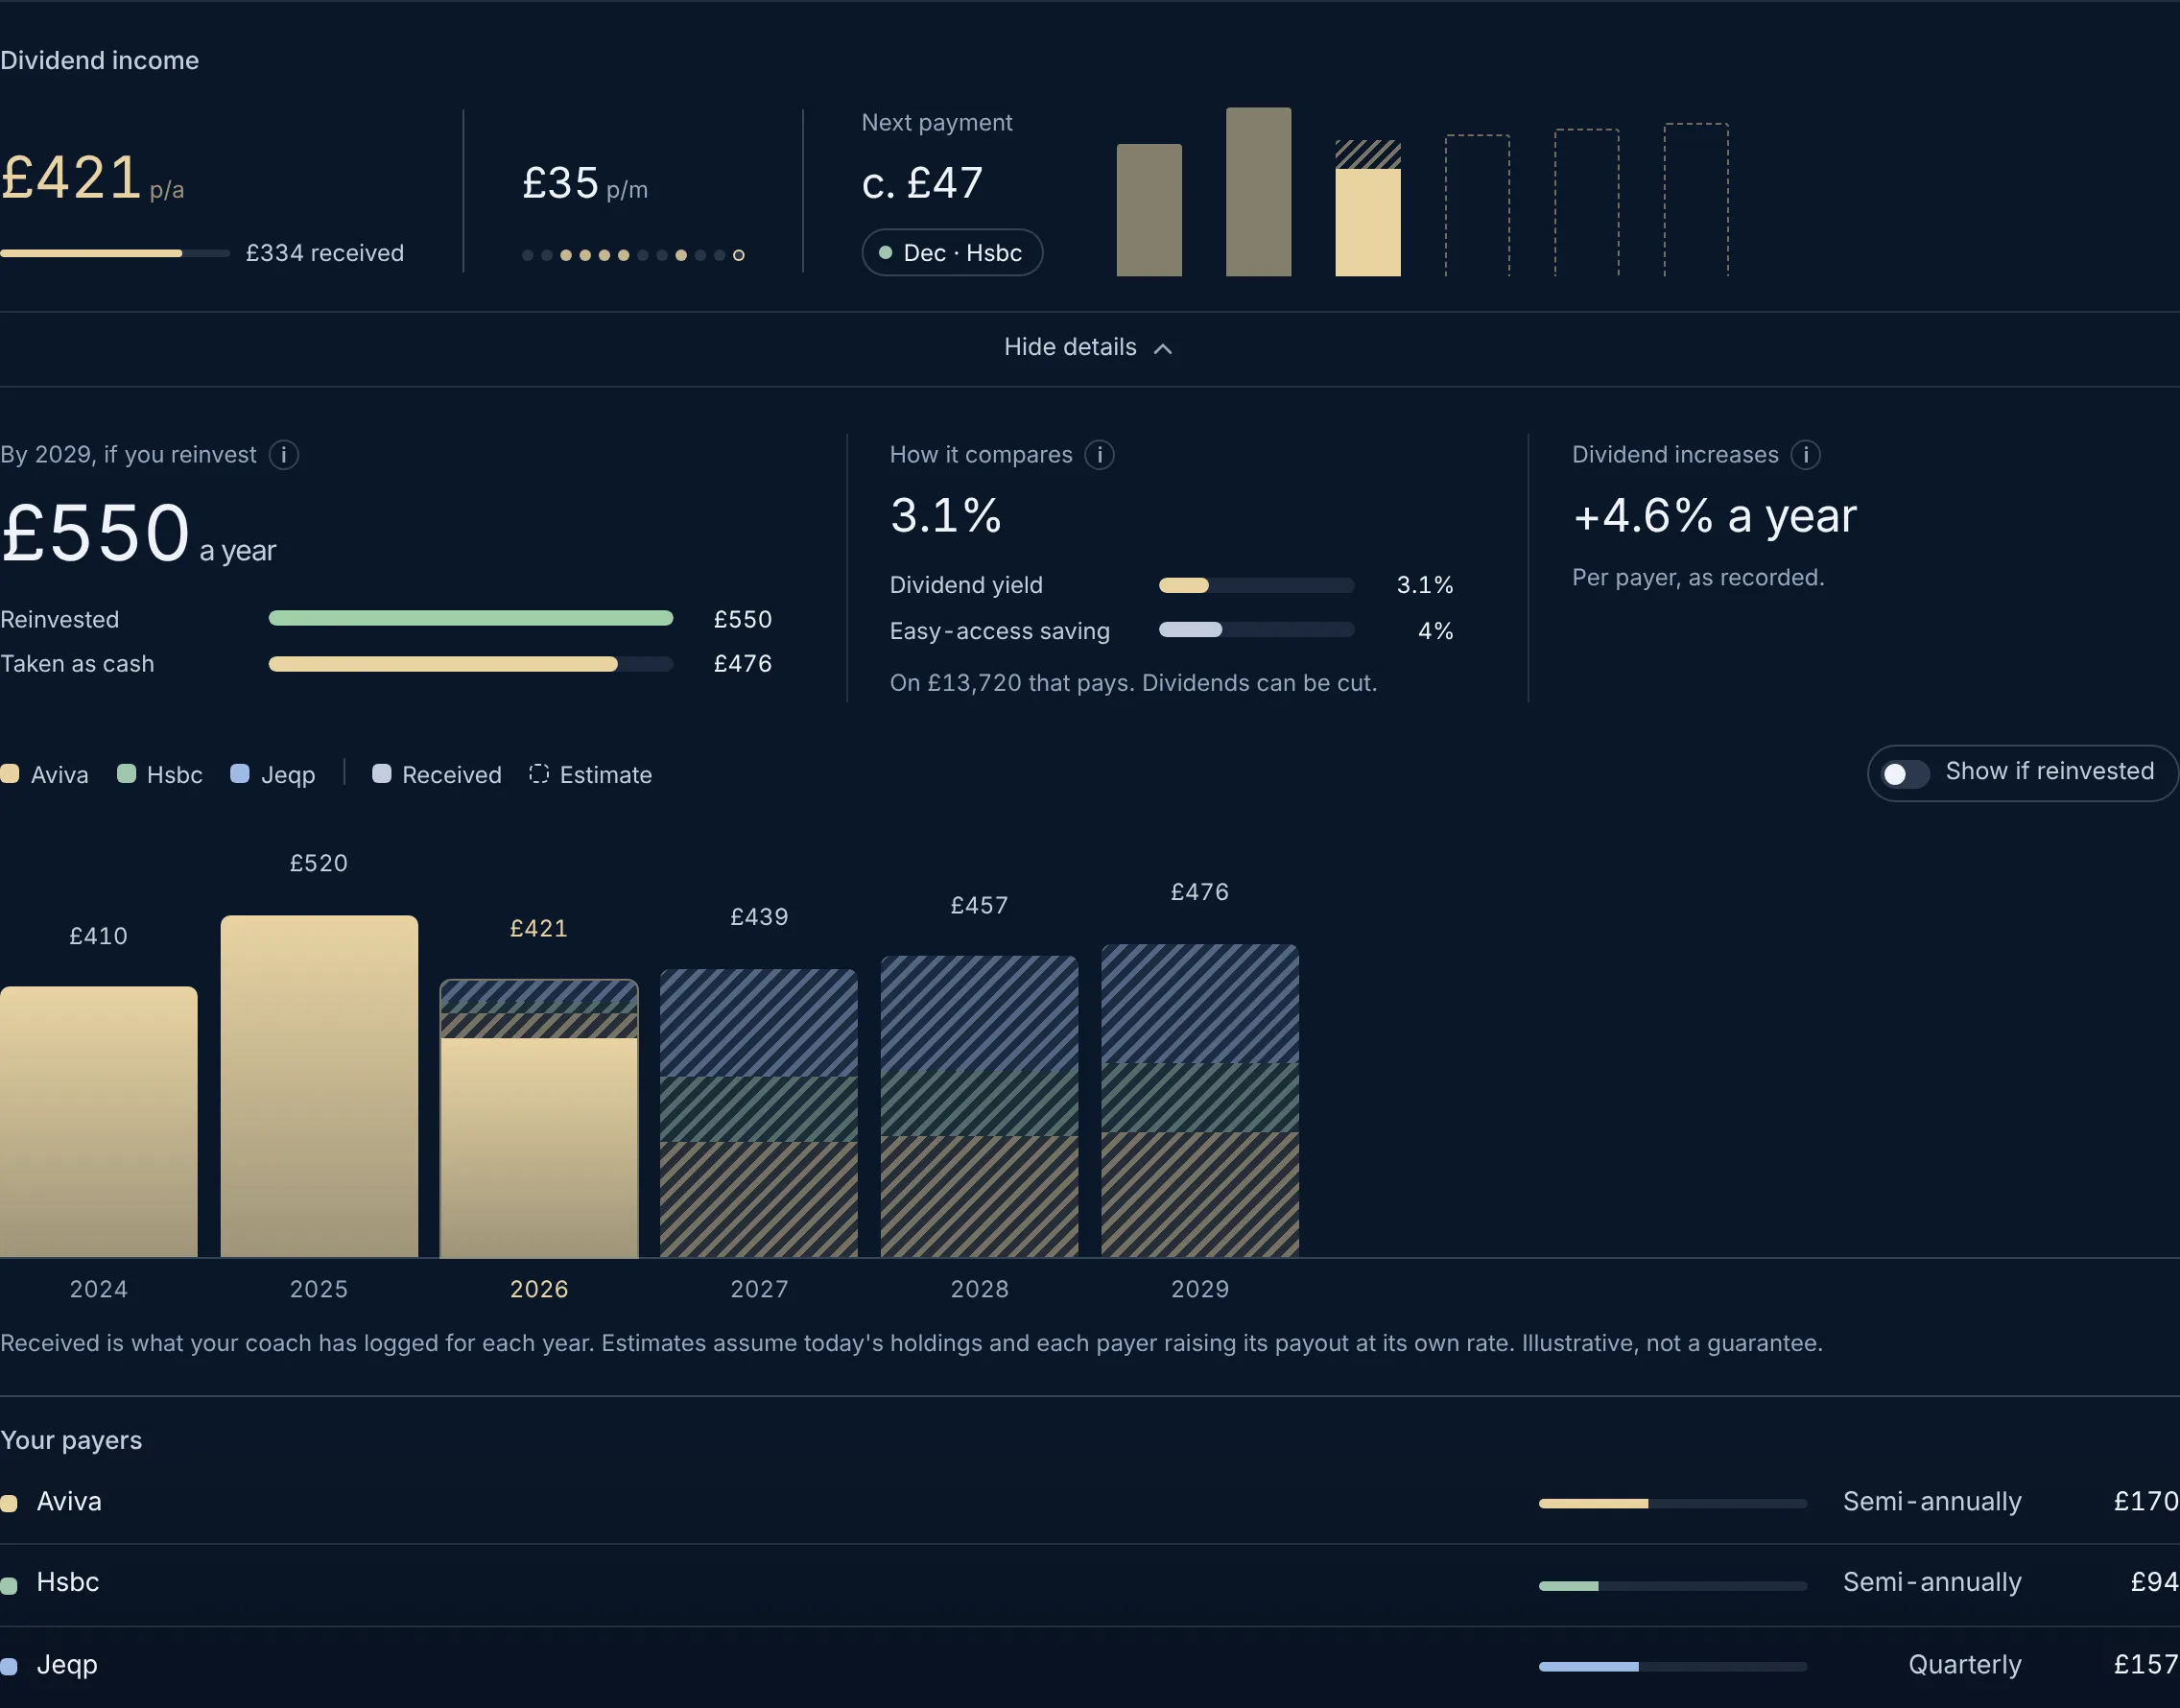 Dividend income
£421 p/a
£334 received
£35 p/m
Next payment
c. £47
Dec · Hsbc
Hide details
By 2029, if you reinvest i
£550 a year
Reinvested £550
Taken as cash £476
How it compares i
3.1%
Dividend yield 3.1%
Easy-access saving 4%
On £13,720 that pays. Dividends can be cut.
Dividend increases i
+4.6% a year
Per payer, as recorded.
Aviva Hsbc Jeqp Received Estimate
Show if reinvested
£410 £520 £421 £439 £457 £476
2024 2025 2026 2027 2028 2029
Received is what your coach has logged for each year. Estimates assume today's holdings and each payer raising its payout at its own rate. Illustrative, not a guarantee.
Your payers
Aviva Semi-annually £170
Hsbc Semi-annually £94
Jeqp Quarterly £157